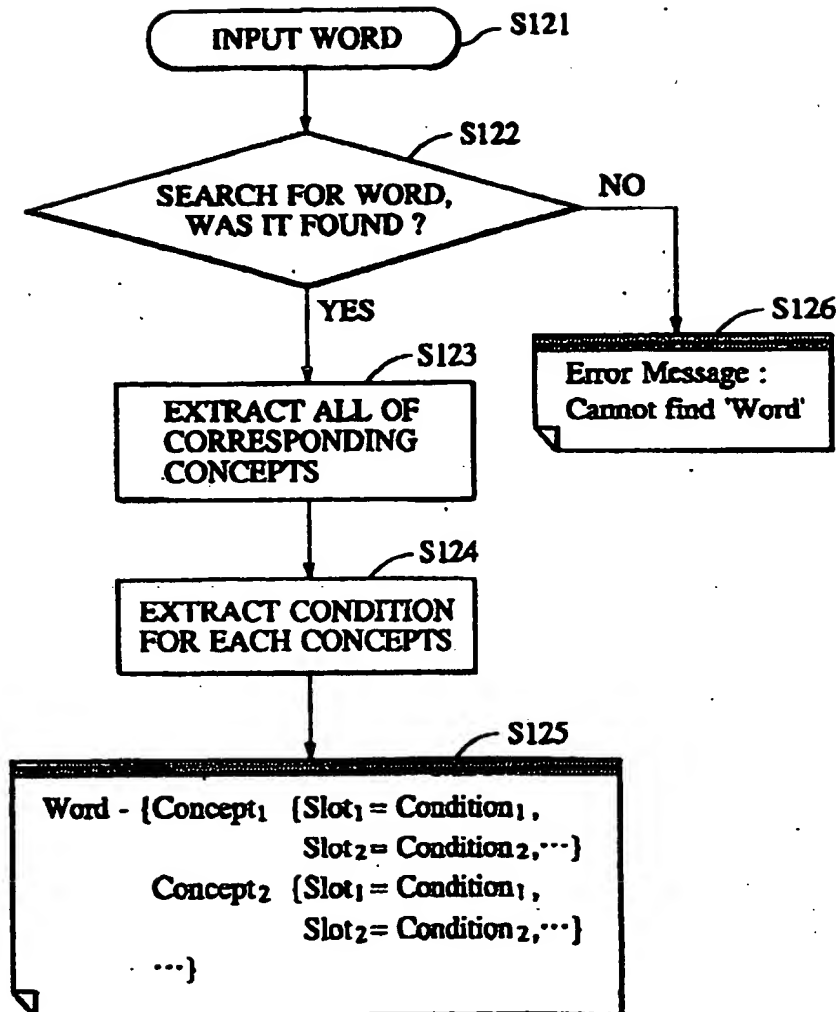 INPUT WORD
S121
S122
SEARCH FOR WORD,
WAS IT FOUND ?
NO
YES
S126
Error Message :
Cannot find 'Word'
S123
EXTRACT ALL OF
CORRESPONDING
CONCEPTS
S124
EXTRACT CONDITION
FOR EACH CONCEPTS
S125
Word - {Concept₁ {Slot₁ = Condition₁,
Slot₂ = Condition₂,···}
Concept₂ {Slot₁ = Condition₁,
Slot₂ = Condition₂,···}
···}